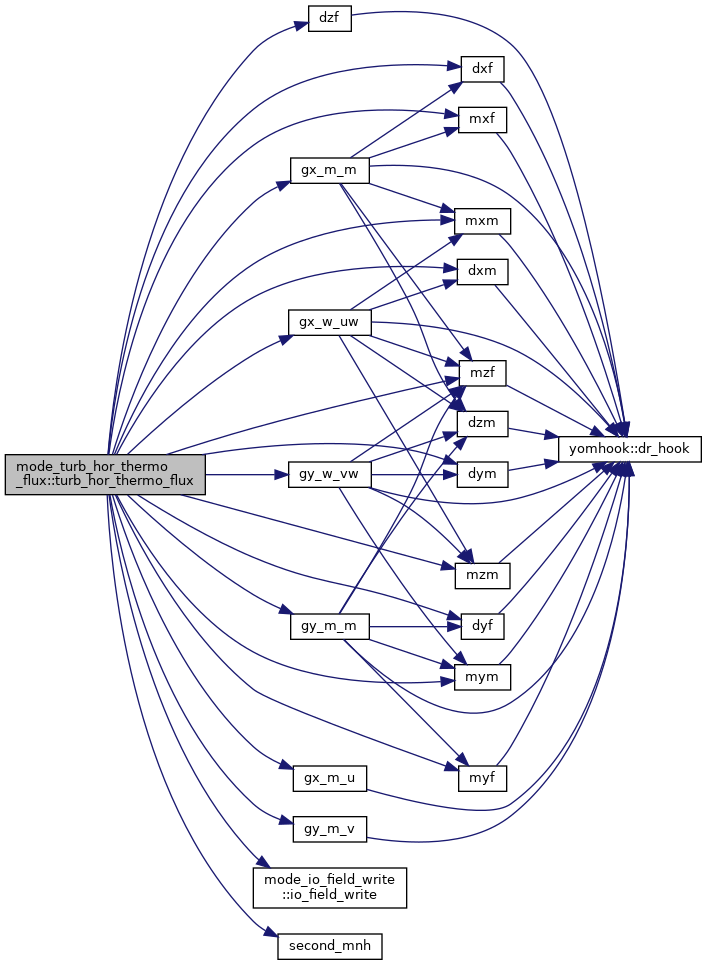 dzf
dxf
mxf
gx_m_m
mxm
dxm
gx_w_uw
mzf
dzm
yomhook::dr_hook
mode_turb_hor_thermo
_flux::turb_hor_thermo_flux
gy_w_vw
dym
mzm
gy_m_m
dyf
mym
gx_m_u
myf
gy_m_v
mode_io_field_write
::io_field_write
second_mnh